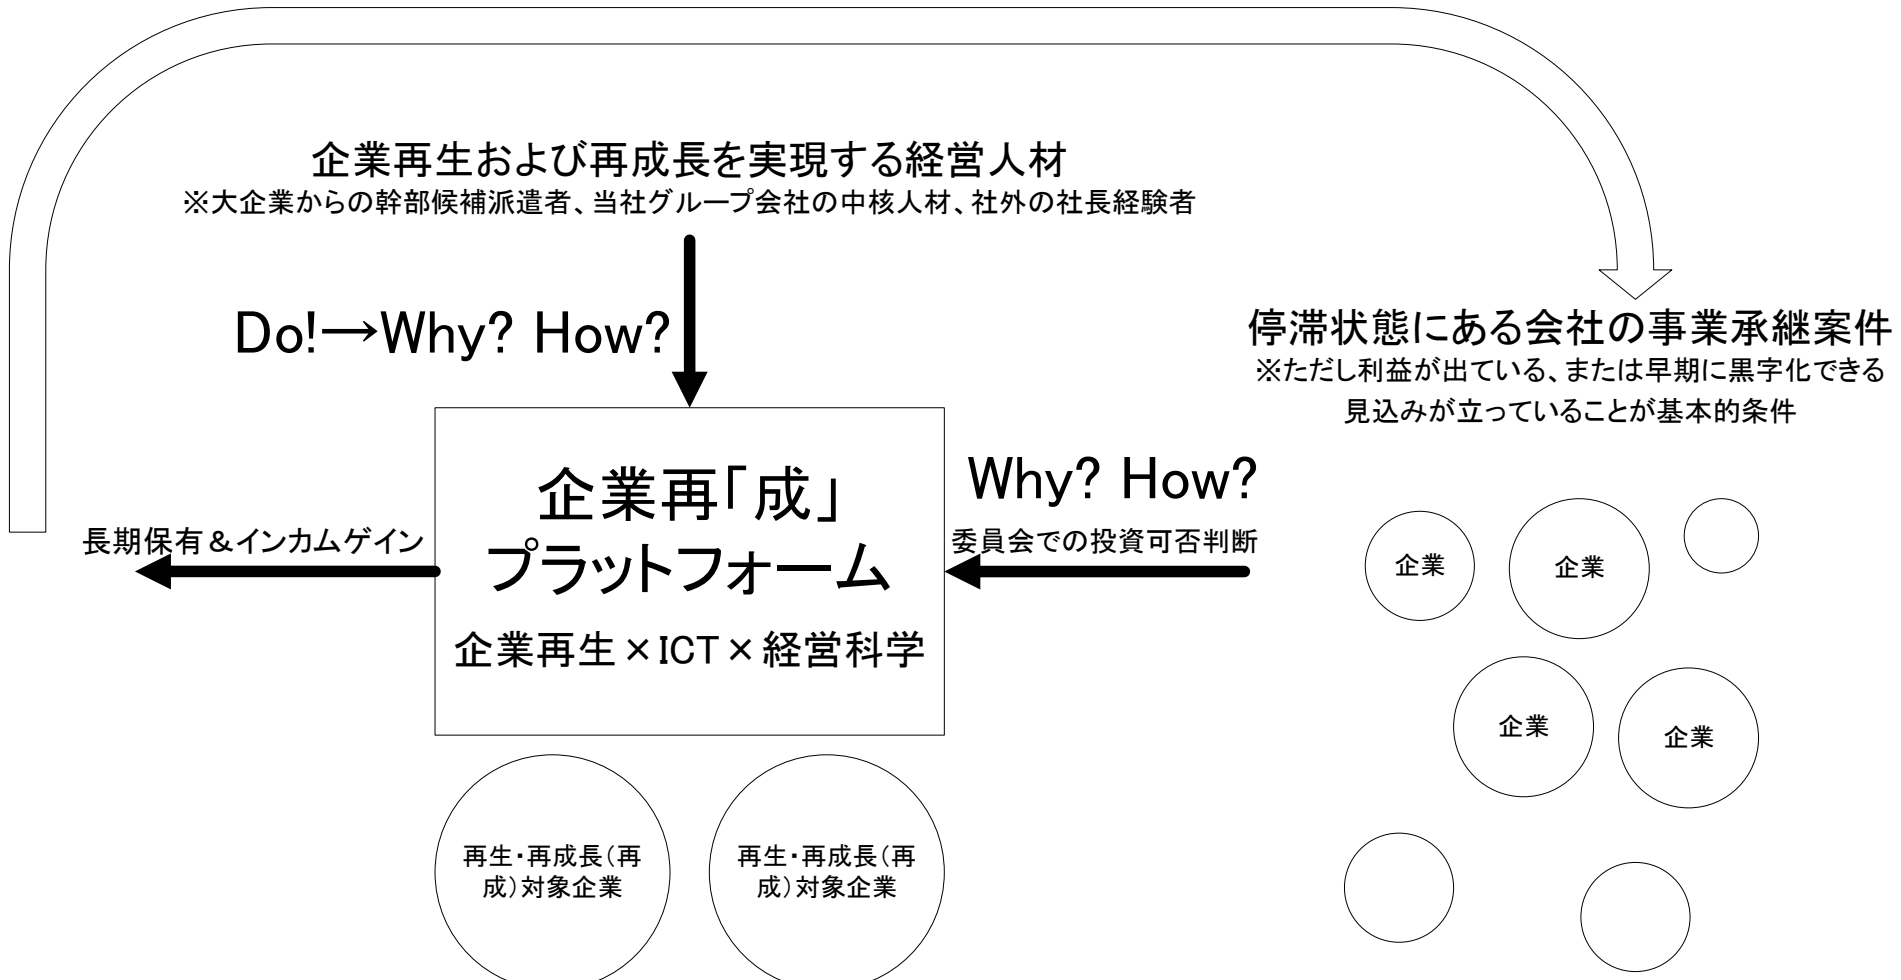 企業再生および再成長を実現する経営人材
※大企業からの幹部候補派遣者、当社グループ会社の中核人材、社外の社長経験者
Do!→Why? How?
停滞状態にある会社の事業承継案件
※ただし利益が出ている、または早期に黒字化できる
見込みが立っていることが基本的条件
長期保有＆インカムゲイン
企業再「成」
プラットフォーム
企業再生×ICT×経営科学
Why? How?
委員会での投資可否判断
企業
企業
企業
企業
再生・再成長（再
成）対象企業
再生・再成長（再
成）対象企業